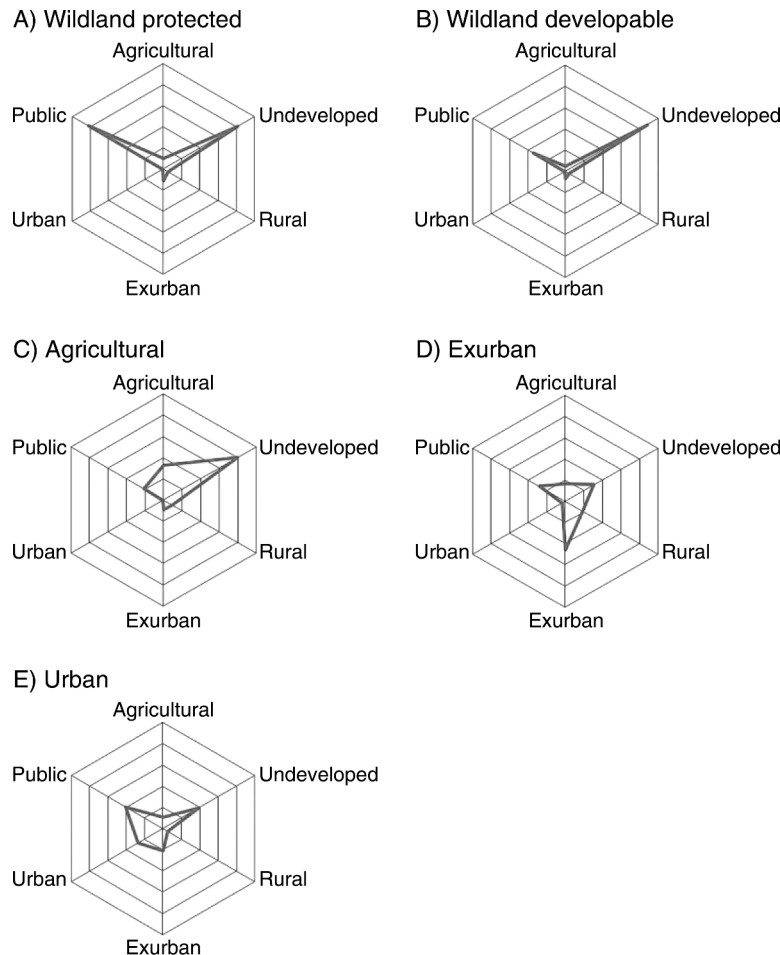 A) Wildland protected
Agricultural
Public
Undeveloped
Urban
Rural
Exurban
B) Wildland developable
Agricultural
Public
Undeveloped
Urban
Rural
Exurban
C) Agricultural
Agricultural
Public
Undeveloped
Urban
Rural
Exurban
D) Exurban
Agricultural
Public
Undeveloped
Urban
Rural
Exurban
E) Urban
Agricultural
Public
Undeveloped
Urban
Rural
Exurban